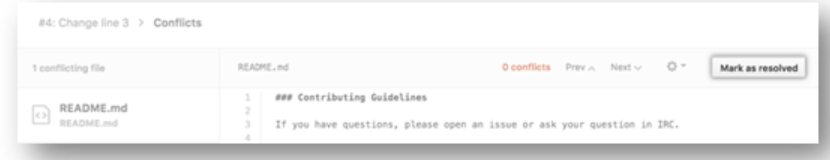 #4: Change line 3 > Conflicts
1 conflicting file
README.md
0 conflicts Prev Next
Mark as resolved
README.md
README.md
1 ### Contributing Guidelines
2
3 If you have questions, please open an issue or ask your question in IRC.
4